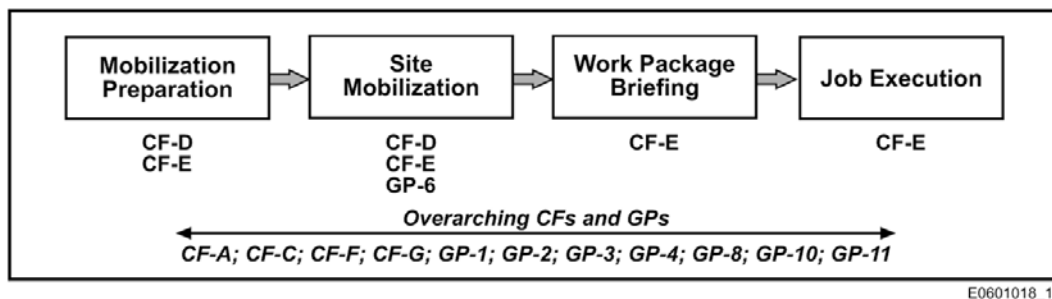 Mobilization
Preparation
Site
Mobilization
Work Package
Briefing
Job Execution
CF-D
CF-E
CF-D
CF-E
GP-6
CF-E
CF-E
Overarching CFs and GPs
CF-A; CF-C; CF-F; CF-G; GP-1; GP-2; GP-3; GP-4; GP-8; GP-10; GP-11
E0601018_1